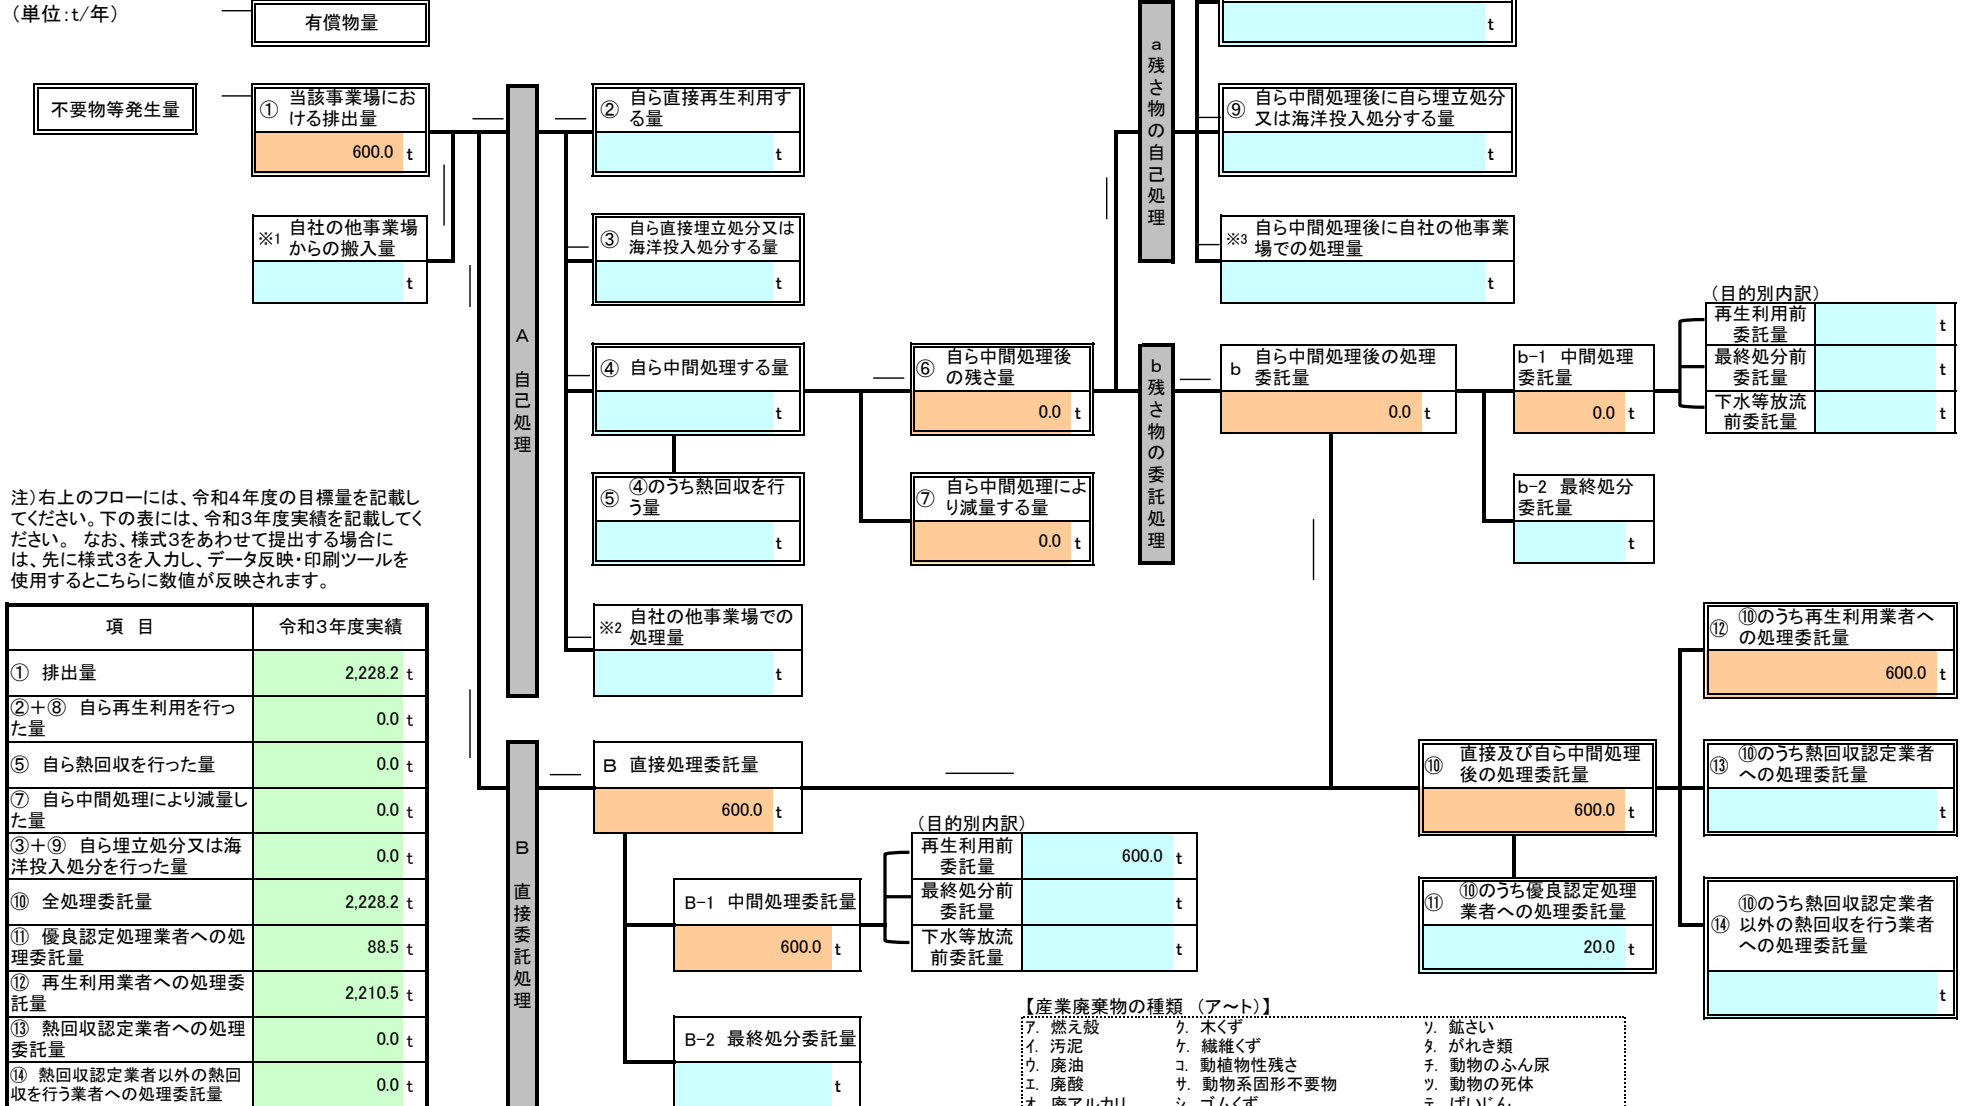 （単位:t/年）
有償物量
不要物等発生量
① 当該事業場にお
ける排出量
600.0 t
※1 自社の他事業場
からの搬入量
t
A 自己処理
② 自ら直接再生利用す
る量
t
③ 自ら直接埋立処分又は
海洋投入処分する量
t
④ 自ら中間処理する量
t
⑤ ④のうち熱回収を行
う量
t
※2 自社の他事業場での
処理量
t
⑥ 自ら中間処理後
の残さ量
0.0 t
⑦ 自ら中間処理によ
り減量する量
0.0 t
a残さ物の自己処理
t
⑨ 自ら中間処理後に自ら埋立処分
又は海洋投入処分する量
t
※3 自ら中間処理後に自社の他事業
場での処理量
t
b残さ物の委託処理
b 自ら中間処理後の処理
委託量
0.0 t
b-1 中間処理
委託量
0.0 t
b-2 最終処分
委託量
t
（目的別内訳）
再生利用前
委託量 t
最終処分前
委託量 t
下水等放流
前委託量 t
注）右上のフローには、令和４年度の目標量を記載し
てください。下の表には、令和３年度実績を記載してく
ださい。 なお、様式３をあわせて提出する場合に
は、先に様式３を入力し、データ反映・印刷ツールを
使用するとこちらに数値が反映されます。
項 目 令和３年度実績
① 排出量 2,228.2 t
②＋⑧ 自ら再生利用を行っ
た量 0.0 t
⑤ 自ら熱回収を行った量 0.0 t
⑦ 自ら中間処理により減量し
た量 0.0 t
③＋⑨ 自ら埋立処分又は海
洋投入処分を行った量 0.0 t
⑩ 全処理委託量 2,228.2 t
⑪ 優良認定処理業者への処
理委託量 88.5 t
⑫ 再生利用業者への処理委
託量 2,210.5 t
⑬ 熱回収認定業者への処理
委託量 0.0 t
⑭ 熱回収認定業者以外の熱回
収を行う業者への処理委託量 0.0 t
B 直接委託処理
B 直接処理委託量
600.0 t
B-1 中間処理委託量
600.0 t
B-2 最終処分委託量
t
（目的別内訳）
再生利用前
委託量 600.0 t
最終処分前
委託量 t
下水等放流
前委託量 t
⑩ 直接及び自ら中間処理
後の処理委託量
600.0 t
⑪ ⑩のうち優良認定処理
業者への処理委託量
20.0 t
⑫ ⑩のうち再生利用業者へ
の処理委託量
600.0 t
⑬ ⑩のうち熱回収認定業者
への処理委託量
t
⑭ ⑩のうち熱回収認定業者
以外の熱回収を行う業者
への処理委託量
t
【産業廃棄物の種類 （ア～ト）】
ア. 燃え殻 ク. 木くず ソ. 鉱さい
イ. 汚泥 ケ. 繊維くず タ. がれき類
ウ. 廃油 コ. 動植物性残さ チ. 動物のふん尿
エ. 廃酸 サ. 動物系固形不要物 ツ. 動物の死体
オ. 廃アルカリ シ. ゴムくず テ. ばいじん